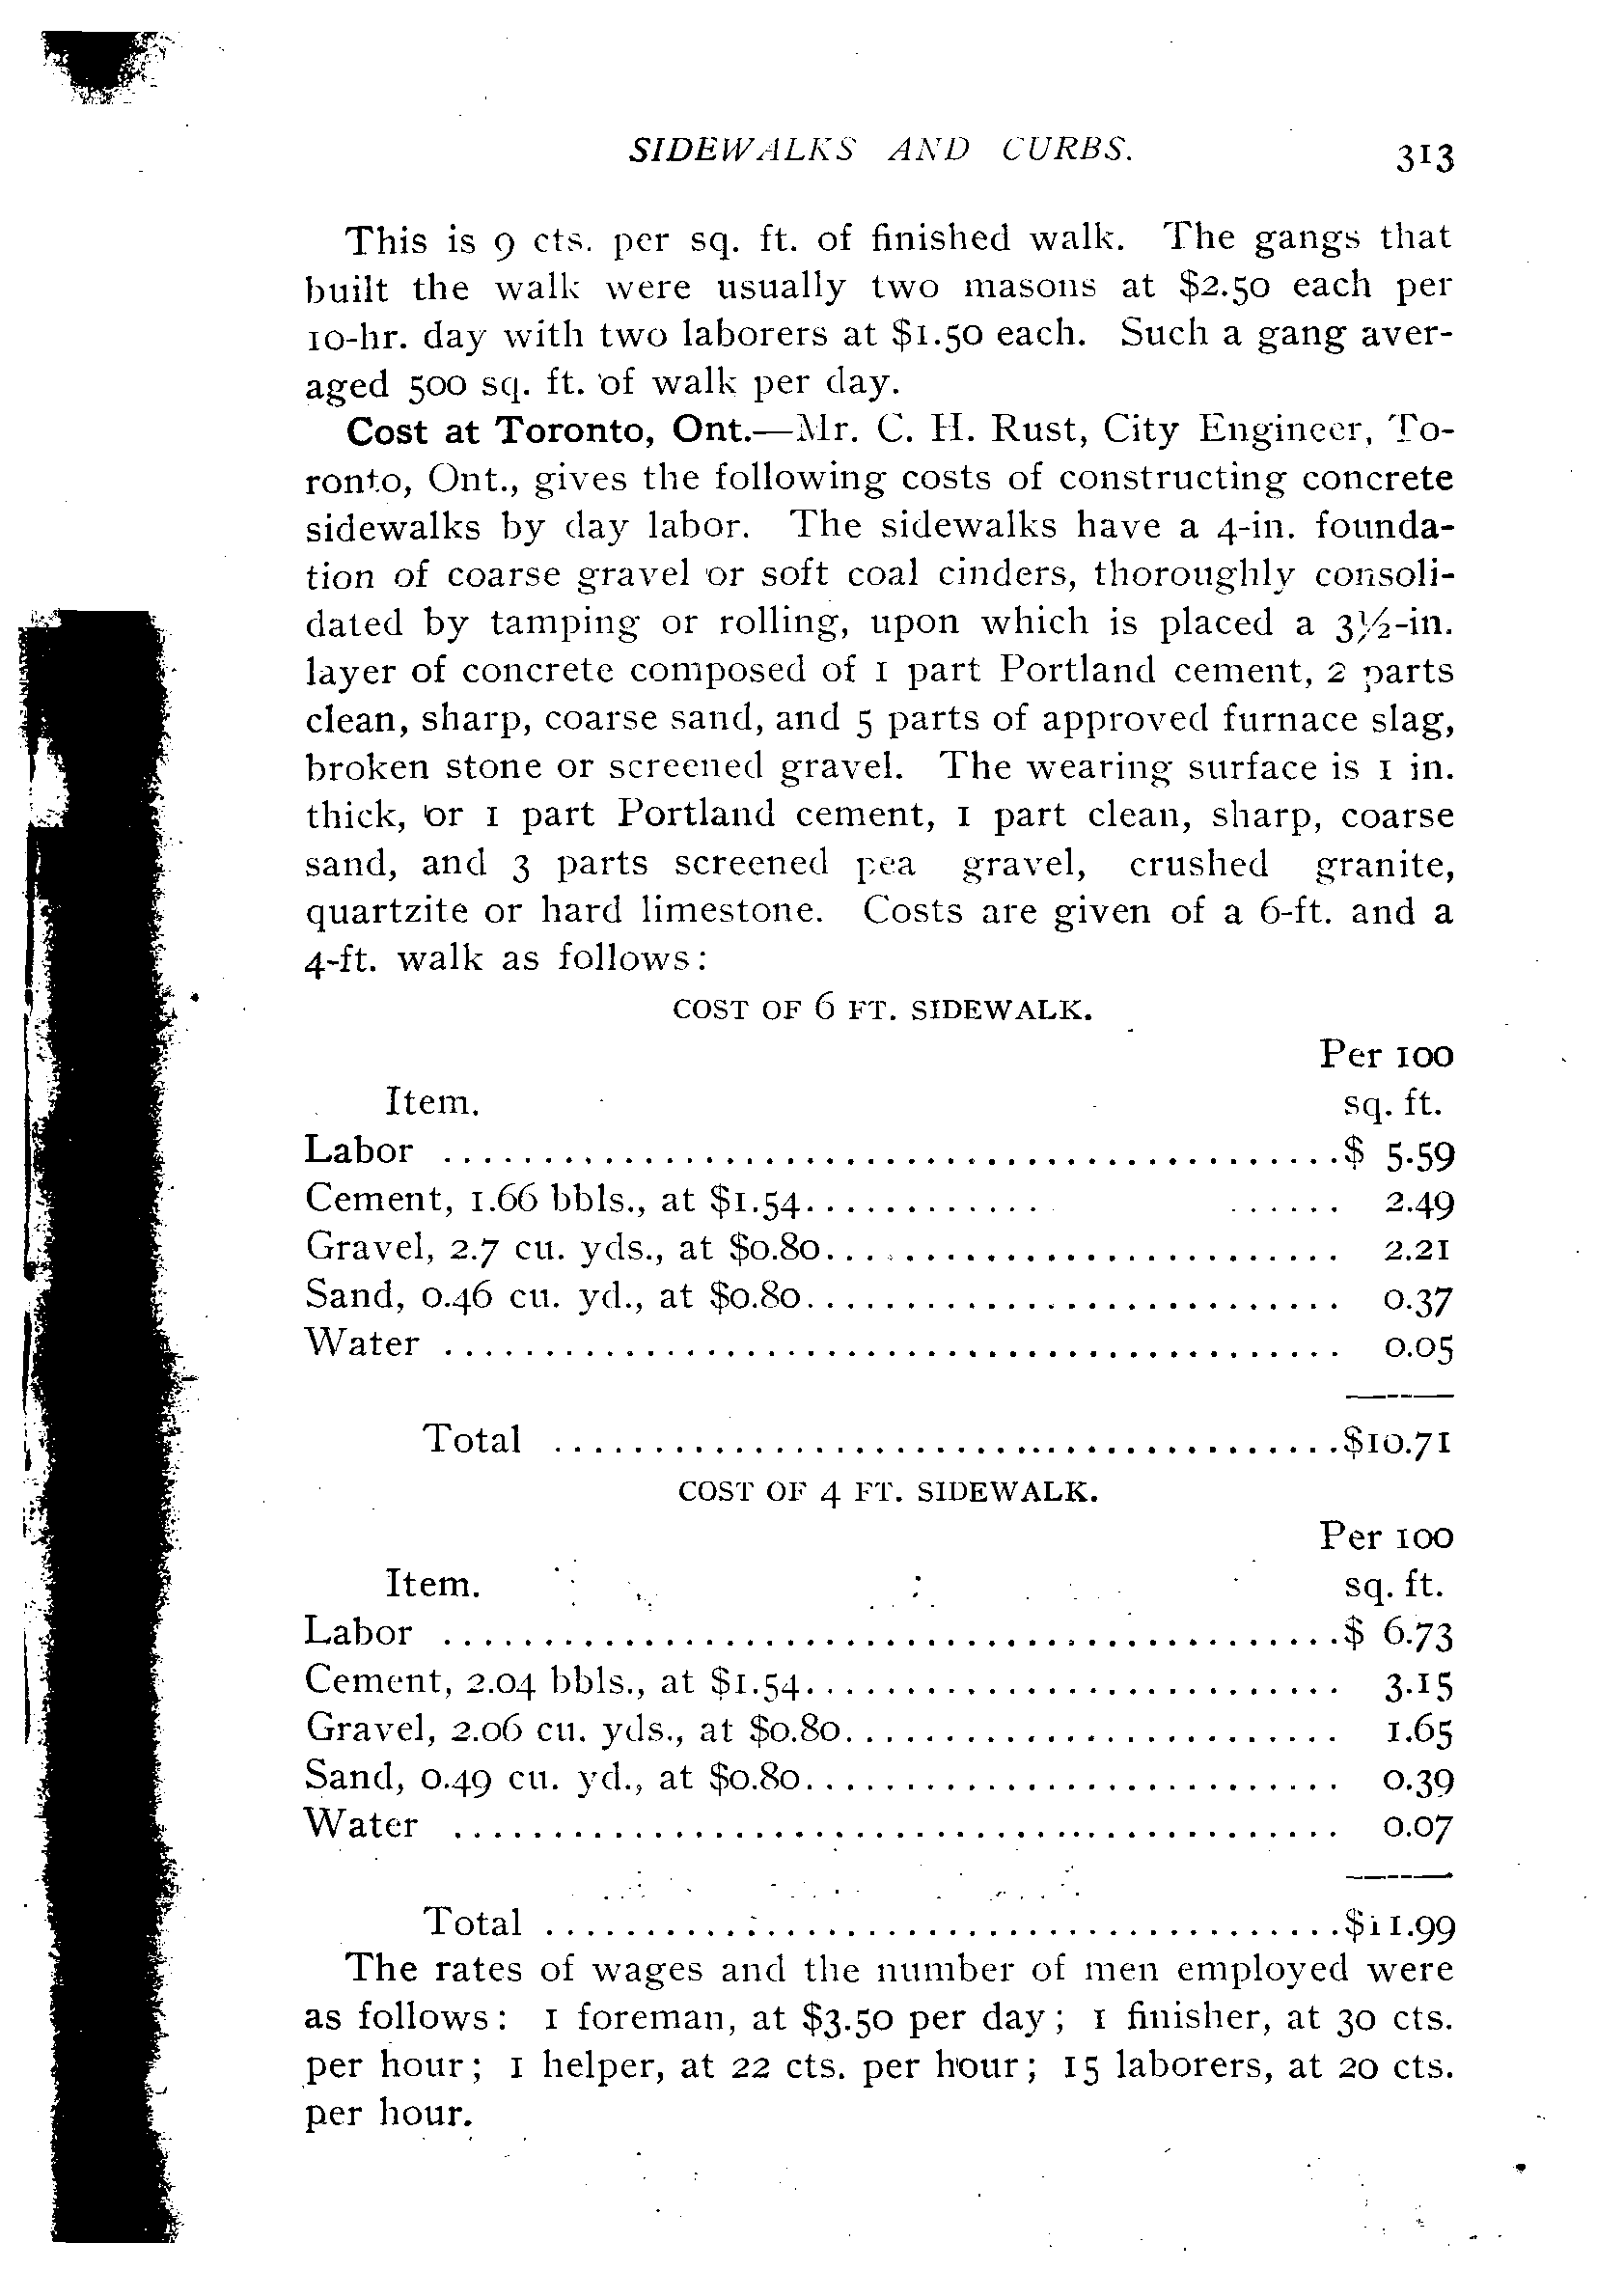 SIDEWALKS AND CURBS. 313
This is 9 cts. per sq. ft. of finished walk. The gangs that
built the walk were usually two masons at $2.50 each per
10-hr. day with two laborers at $1.50 each. Such a gang aver-
aged 500 sq. ft. of walk per day.
Cost at Toronto, Ont.—Mr. C. H. Rust, City Engineer, To-
ronto, Ont., gives the following costs of constructing concrete
sidewalks by day labor. The sidewalks have a 4-in. founda-
tion of coarse gravel or soft coal cinders, thoroughly consoli-
dated by tamping or rolling, upon which is placed a 3½-in.
layer of concrete composed of 1 part Portland cement, 2 parts
clean, sharp, coarse sand, and 5 parts of approved furnace slag,
broken stone or screened gravel. The wearing surface is 1 in.
thick, or 1 part Portland cement, 1 part clean, sharp, coarse
sand, and 3 parts screened pea gravel, crushed granite,
quartzite or hard limestone. Costs are given of a 6-ft. and a
4-ft. walk as follows:
COST OF 6 FT. SIDEWALK.
Per 100
Item. sq. ft.
Labor ............................................$ 5.59
Cement, 1.66 bbls., at $1.54............ ...... 2.49
Gravel, 2.7 cu. yds., at $0.80.......................... 2.21
Sand, 0.46 cu. yd., at $0.80........................... 0.37
Water ............................................. 0.05
Total .......................................$10.71
COST OF 4 FT. SIDEWALK.
Per 100
Item. sq. ft.
Labor ............................................$ 6.73
Cement, 2.04 bbls., at $1.54........................... 3.15
Gravel, 2.06 cu. yds., at $0.80......................... 1.65
Sand, 0.49 cu. yd., at $0.80........................... 0.39
Water ............................................ 0.07
Total ........................................$11.99
The rates of wages and the number of men employed were
as follows: 1 foreman, at $3.50 per day; 1 finisher, at 30 cts.
per hour; 1 helper, at 22 cts. per hour; 15 laborers, at 20 cts.
per hour.